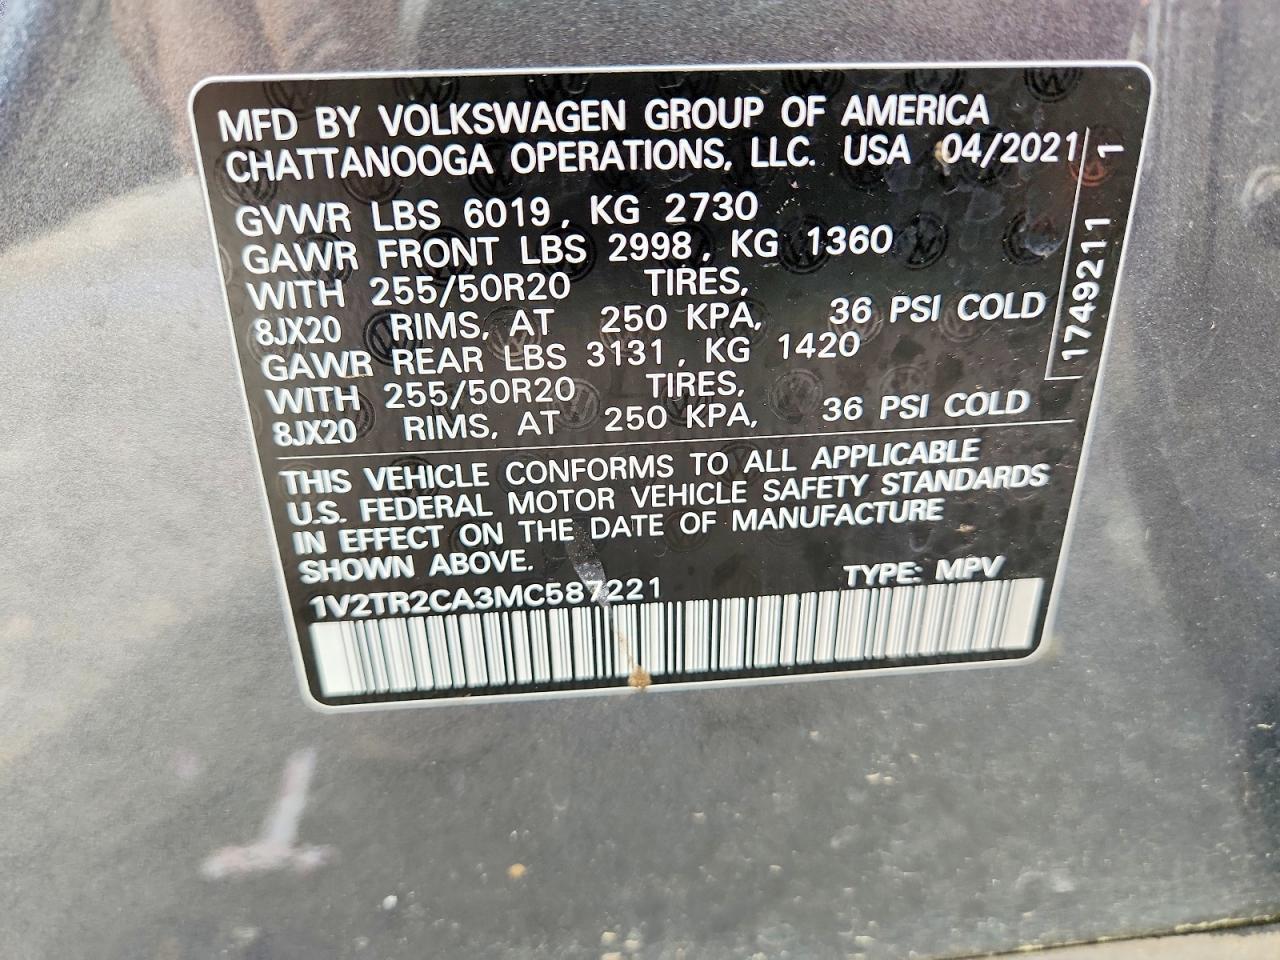 MFD BY VOLKSWAGEN GROUP OF AMERICA
CHATTANOOGA OPERATIONS, LLC. USA 04/2021
GVWR LBS 6019, KG 2730
GAWR FRONT LBS 2998, KG 1360
WITH 255/50R20 TIRES,
8JX20 RIMS, AT 250 KPA, 36 PSI COLD
GAWR REAR LBS 3131, KG 1420
WITH 255/50R20 TIRES,
8JX20 RIMS, AT 250 KPA, 36 PSI COLD
1749211 1
THIS VEHICLE CONFORMS TO ALL APPLICABLE
U.S. FEDERAL MOTOR VEHICLE SAFETY STANDARDS
IN EFFECT ON THE DATE OF MANUFACTURE
SHOWN ABOVE.
1V2TR2CA3MC587221 TYPE: MPV